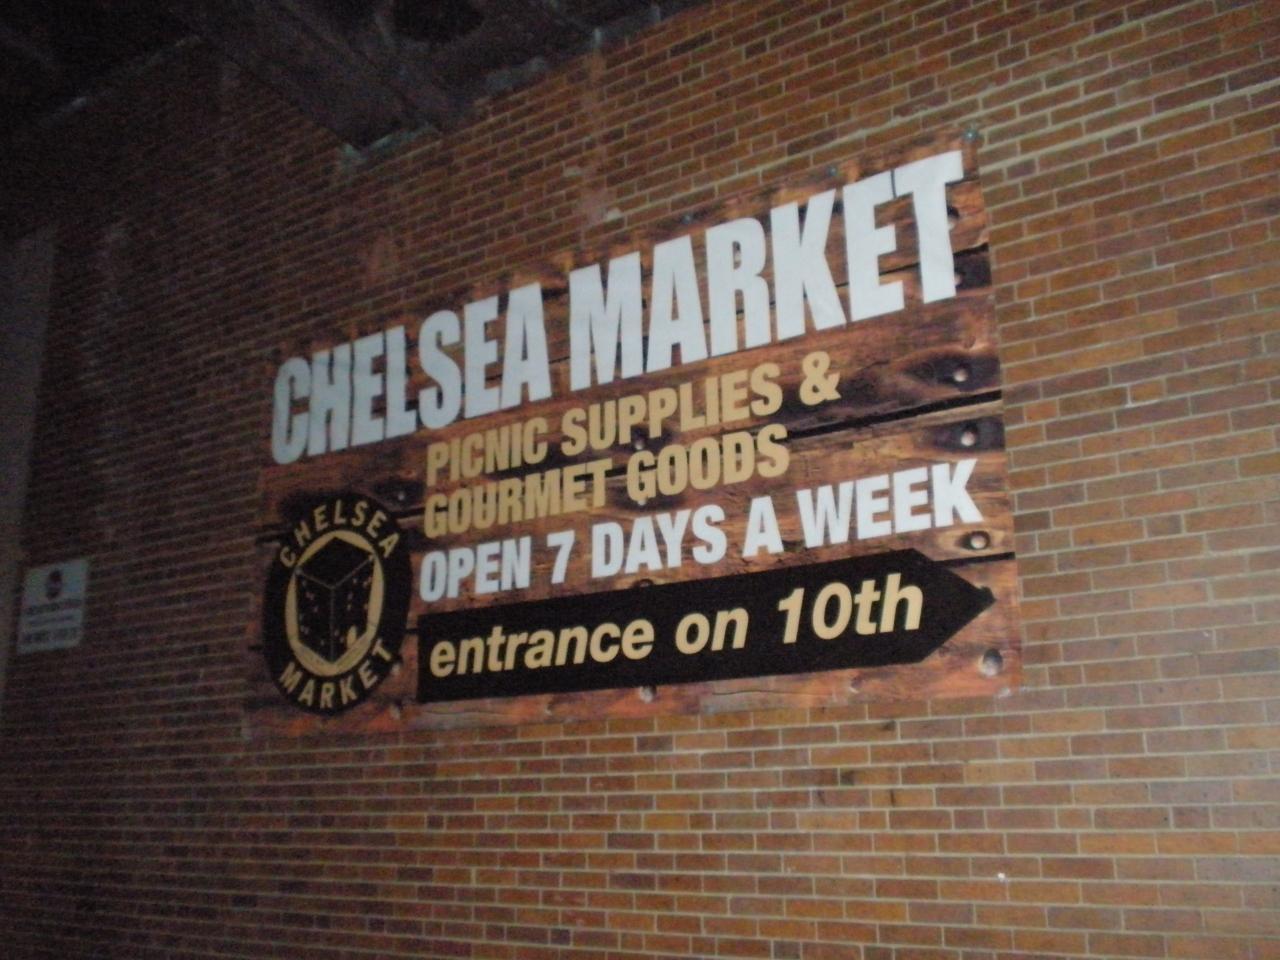 CHELSEA MARKET
PICNIC SUPPLIES &
GOURMET GOODS
OPEN 7 DAYS A WEEK
entrance on 10th
CHELSEA
MARKET